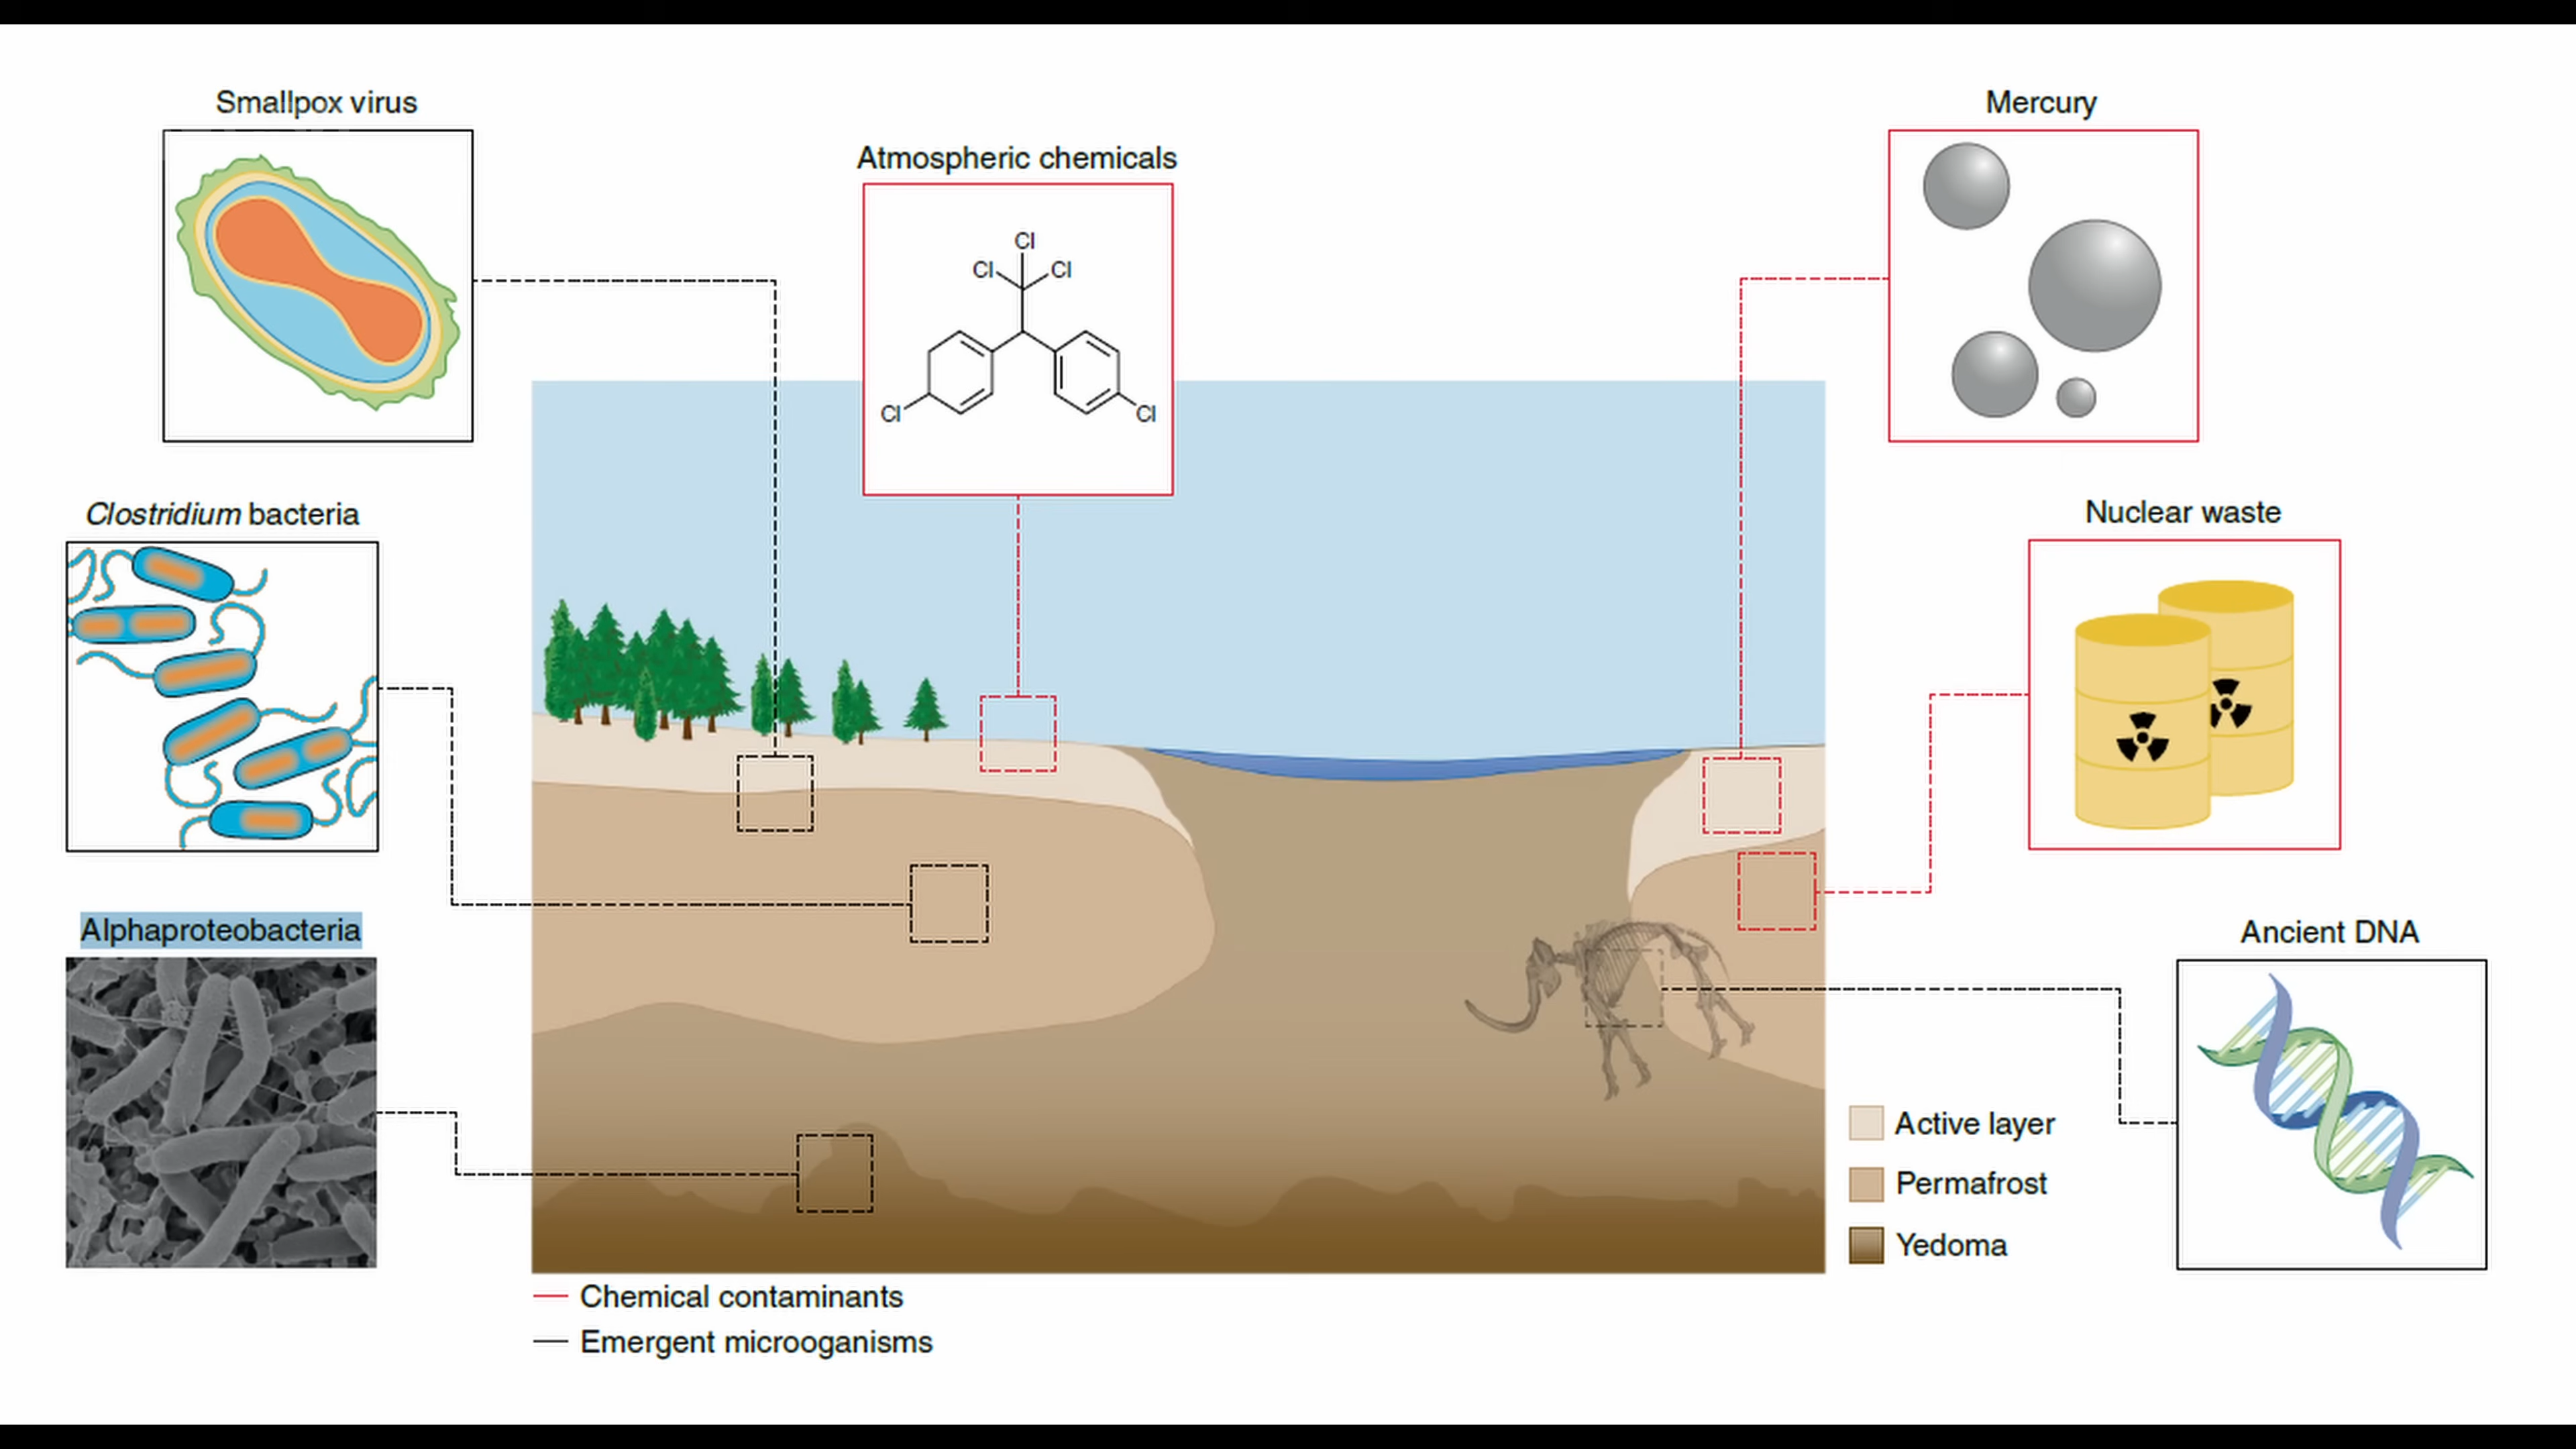 Smallpox virus
Mercury
Atmospheric chemicals
Cl
Cl
Cl
Cl
Cl
Clostridium bacteria
Nuclear waste
Alphaproteobacteria
Ancient DNA
Active layer
Permafrost
Yedoma
Chemical contaminants
Emergent microoganisms